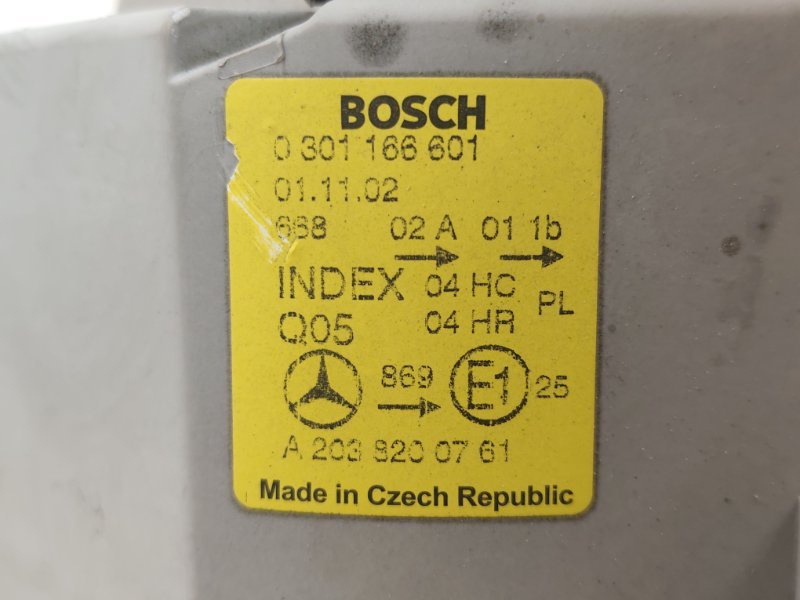 BOSCH
0 301 166 601
01.11.02
668 02 A 01 1b
INDEX 04 HC PL
Q05 04 HR
869 E1 25
A 203 820 07 61
Made in Czech Republic